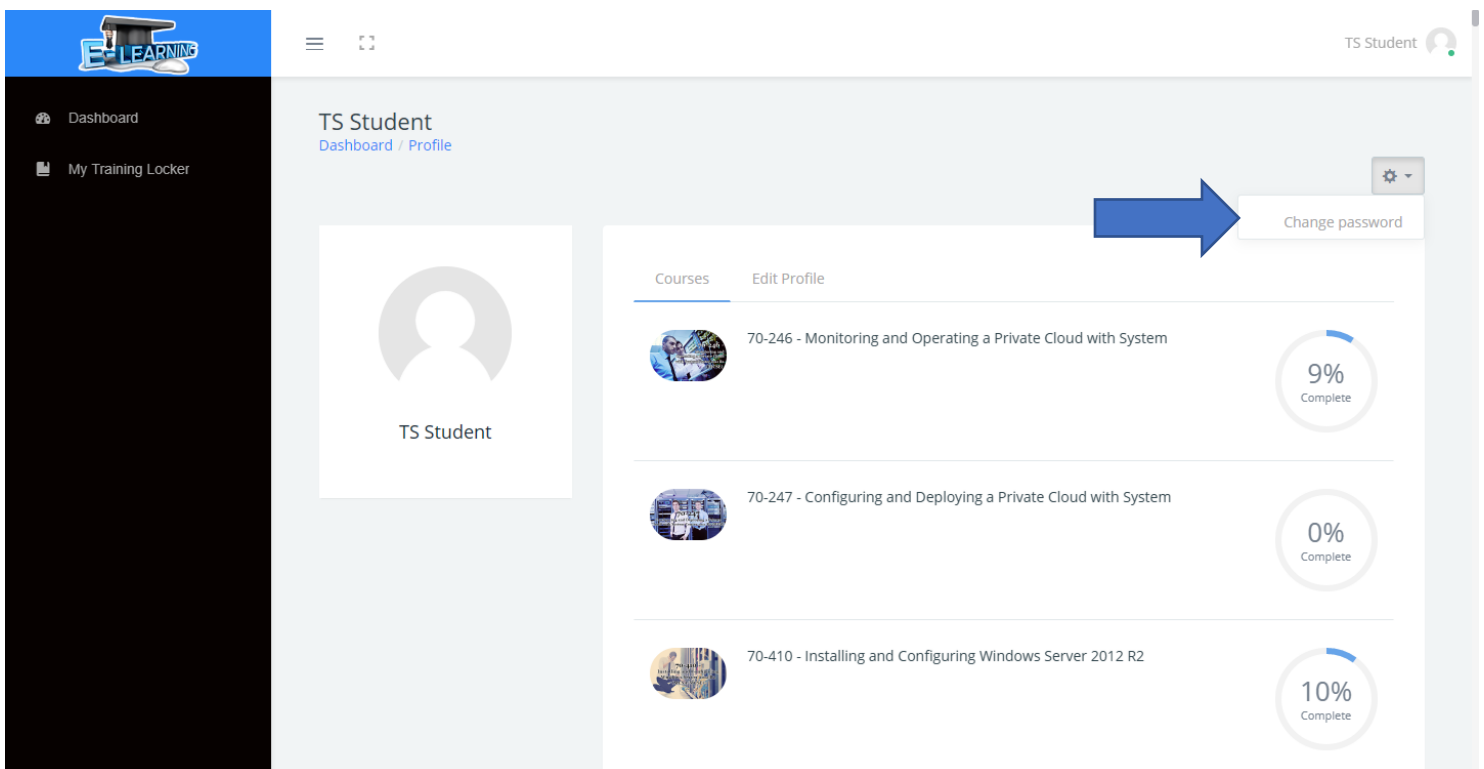 E-LEARNING
TS Student
Dashboard
My Training Locker
TS Student
Dashboard / Profile
Change password
Courses
Edit Profile
TS Student
70-246 - Monitoring and Operating a Private Cloud with System
9%
Complete
70-247 - Configuring and Deploying a Private Cloud with System
0%
Complete
70-410 - Installing and Configuring Windows Server 2012 R2
10%
Complete